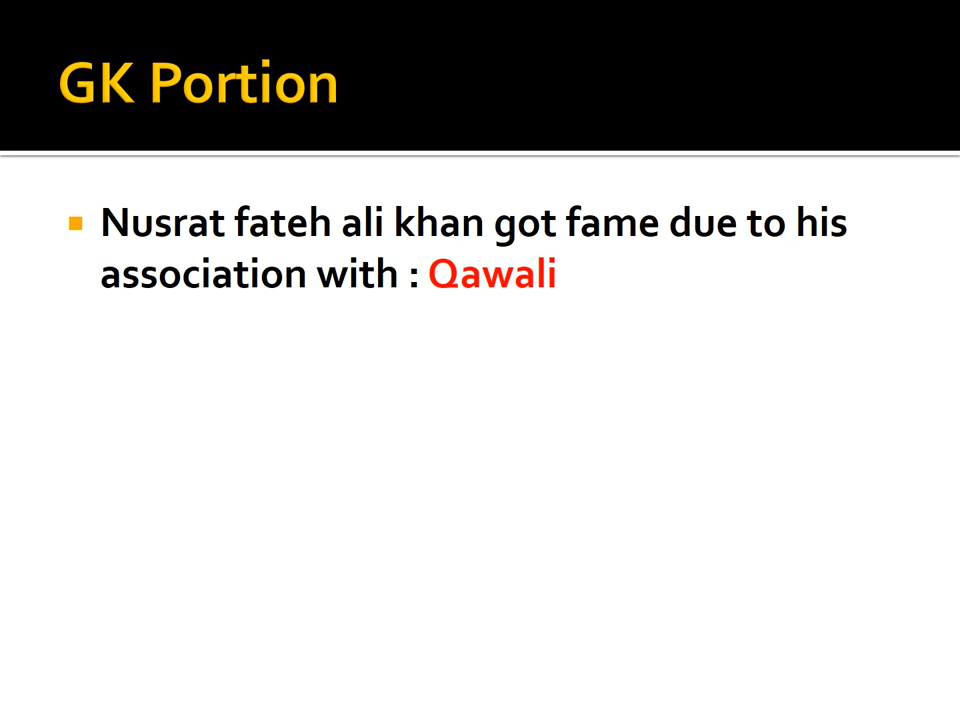 GK Portion
Nusrat fateh ali khan got fame due to his
association with : Qawali